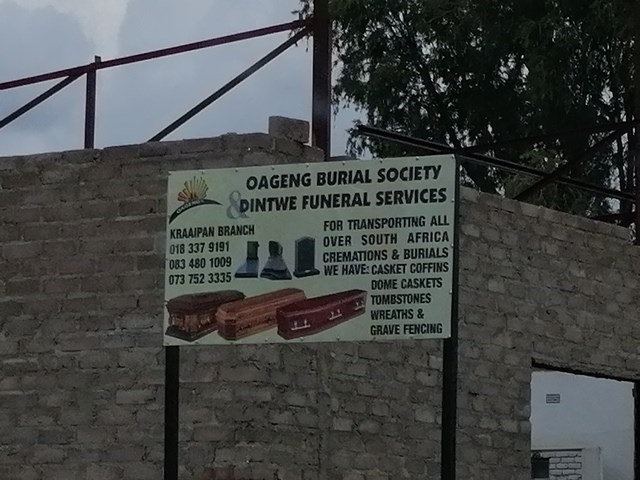 OAGENG BURIAL SOCIETY
& DINTWE FUNERAL SERVICES
KRAAIPAN BRANCH
018 337 9191
083 480 1009
073 752 3335
FOR TRANSPORTING ALL
OVER SOUTH AFRICA
CREMATIONS & BURIALS
WE HAVE: CASKET COFFINS
DOME CASKETS
TOMBSTONES
WREATHS &
GRAVE FENCING